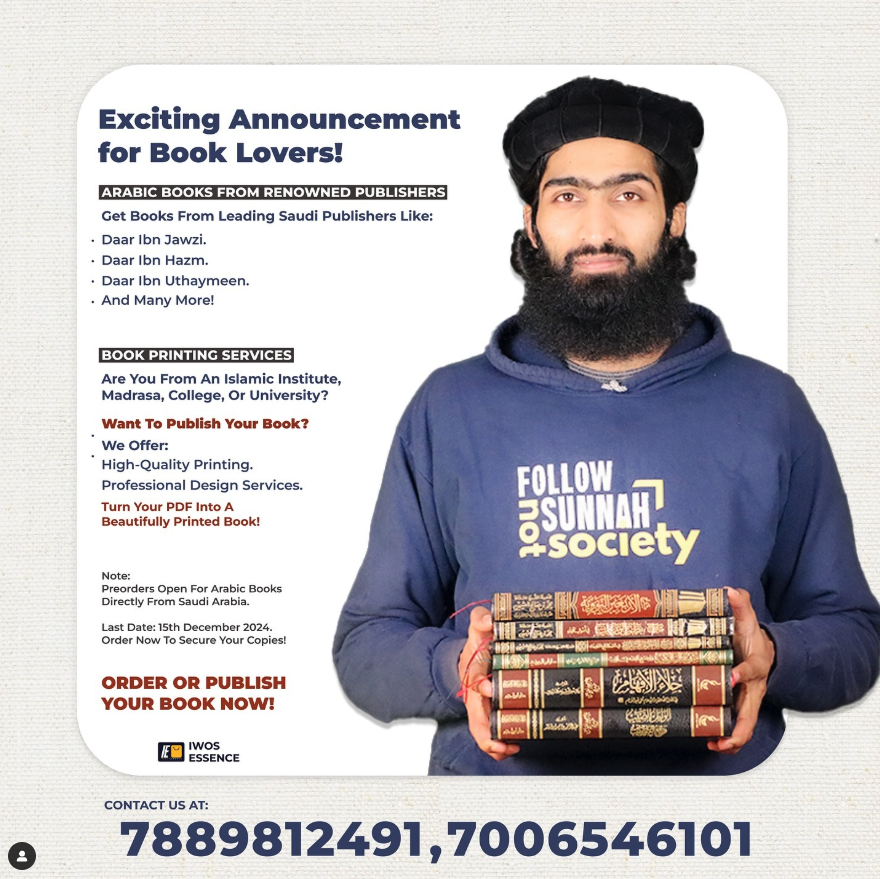 Exciting Announcement
for Book Lovers!
ARABIC BOOKS FROM RENOWNED PUBLISHERS
Get Books From Leading Saudi Publishers Like:
· Daar Ibn Jawzi.
· Daar Ibn Hazm.
· Daar Ibn Uthaymeen.
· And Many More!
BOOK PRINTING SERVICES
Are You From An Islamic Institute,
Madrasa, College, Or University?
Want To Publish Your Book?
We Offer:
High-Quality Printing.
Professional Design Services.
Turn Your PDF Into A
Beautifully Printed Book!
Note:
Preorders Open For Arabic Books
Directly From Saudi Arabia.
Last Date: 15th December 2024.
Order Now To Secure Your Copies!
ORDER OR PUBLISH
YOUR BOOK NOW!
IE IWOS
ESSENCE
FOLLOW
SUNNAH
not society
جلاء الأفهام
CONTACT US AT:
7889812491,7006546101